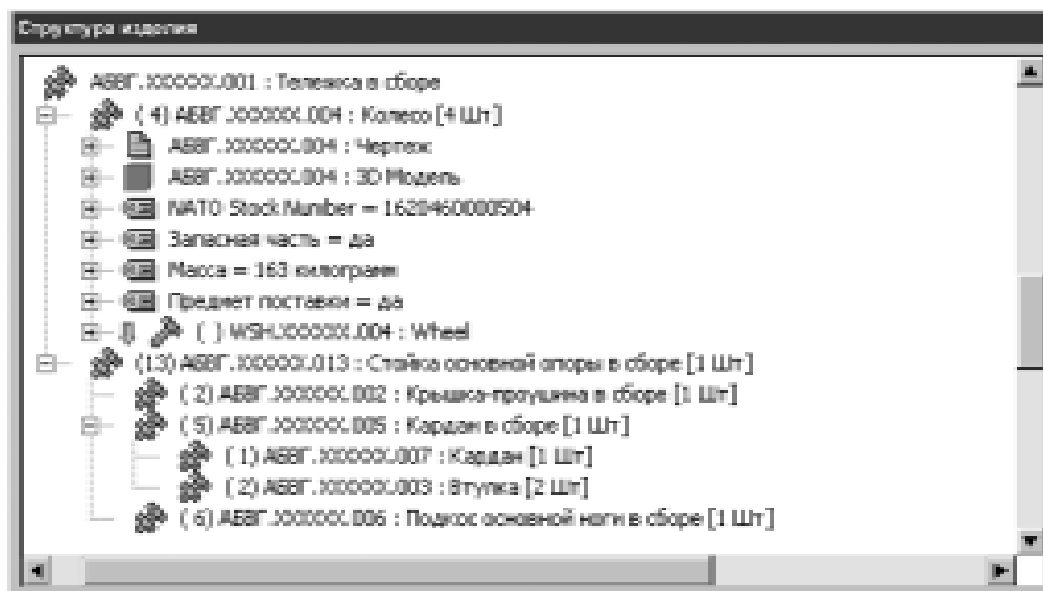 Структура изделия
АБВГ.XXXXXX.001 : Тележка в сборе
( 4) АБВГ.XXXXXX.004 : Колесо [4 Шт]
АБВГ.XXXXXX.004 : Чертеж
АБВГ.XXXXXX.004 : 3D Модель
NATO Stock Number = 1620460000504
Запасная часть = да
Масса = 163 килограмм
Предмет поставки = да
( ) WSH.XXXXXX.004 : Wheel
(13) АБВГ.XXXXXX.013 : Стойка основной опоры в сборе [1 Шт]
( 2) АБВГ.XXXXXX.002 : Крышка-проушина в сборе [1 Шт]
( 5) АБВГ.XXXXXX.005 : Кардан в сборе [1 Шт]
( 1) АБВГ.XXXXXX.007 : Кардан [1 Шт]
( 2) АБВГ.XXXXXX.003 : Втулка [2 Шт]
( 6) АБВГ.XXXXXX.006 : Подкос основной ноги в сборе [1 Шт]